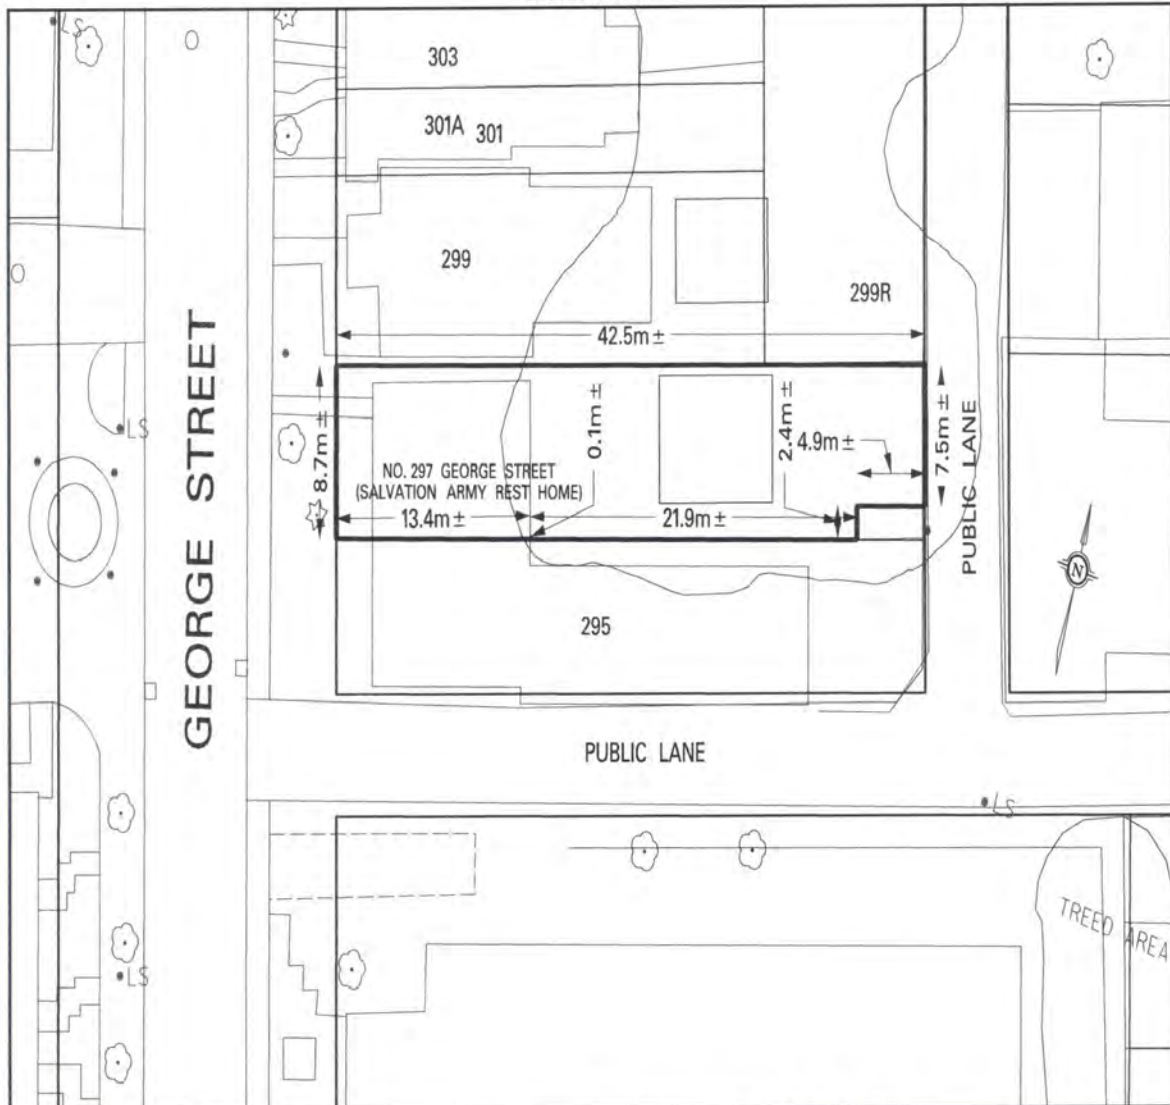 LS
303
301A 301
299
299R
42.5m ±
GEORGE STREET
LS
8.7m ±
NO. 297 GEORGE STREET
(SALVATION ARMY REST HOME)
13.4m ±
0.1m ±
21.9m ±
2.4m ±
4.9m ±
7.5m ±
PUBLIC LANE
N
295
PUBLIC LANE
LS
TREED AREA
LS